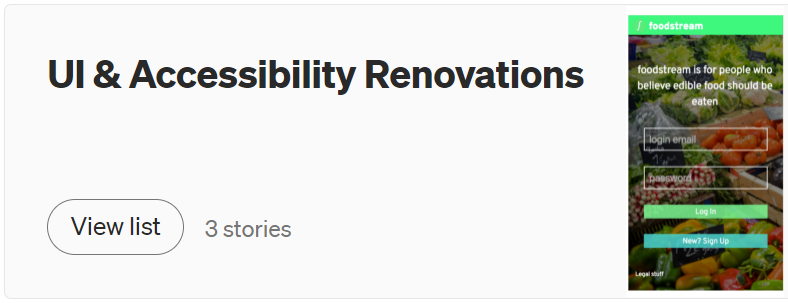 UI & Accessibility Renovations
View list
3 stories
foodstream
foodstream is for people who
believe edible food should be
eaten
login email
password
Log In
New? Sign Up
Legal stuff